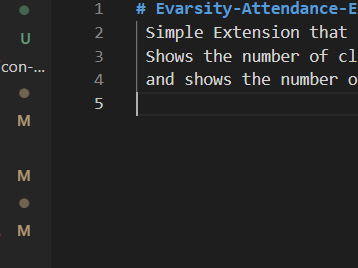 U
con-...
M
M
M
1 # Evarsity-Attendance-E
2 Simple Extension that
3 Shows the number of cl
4 and shows the number o
5